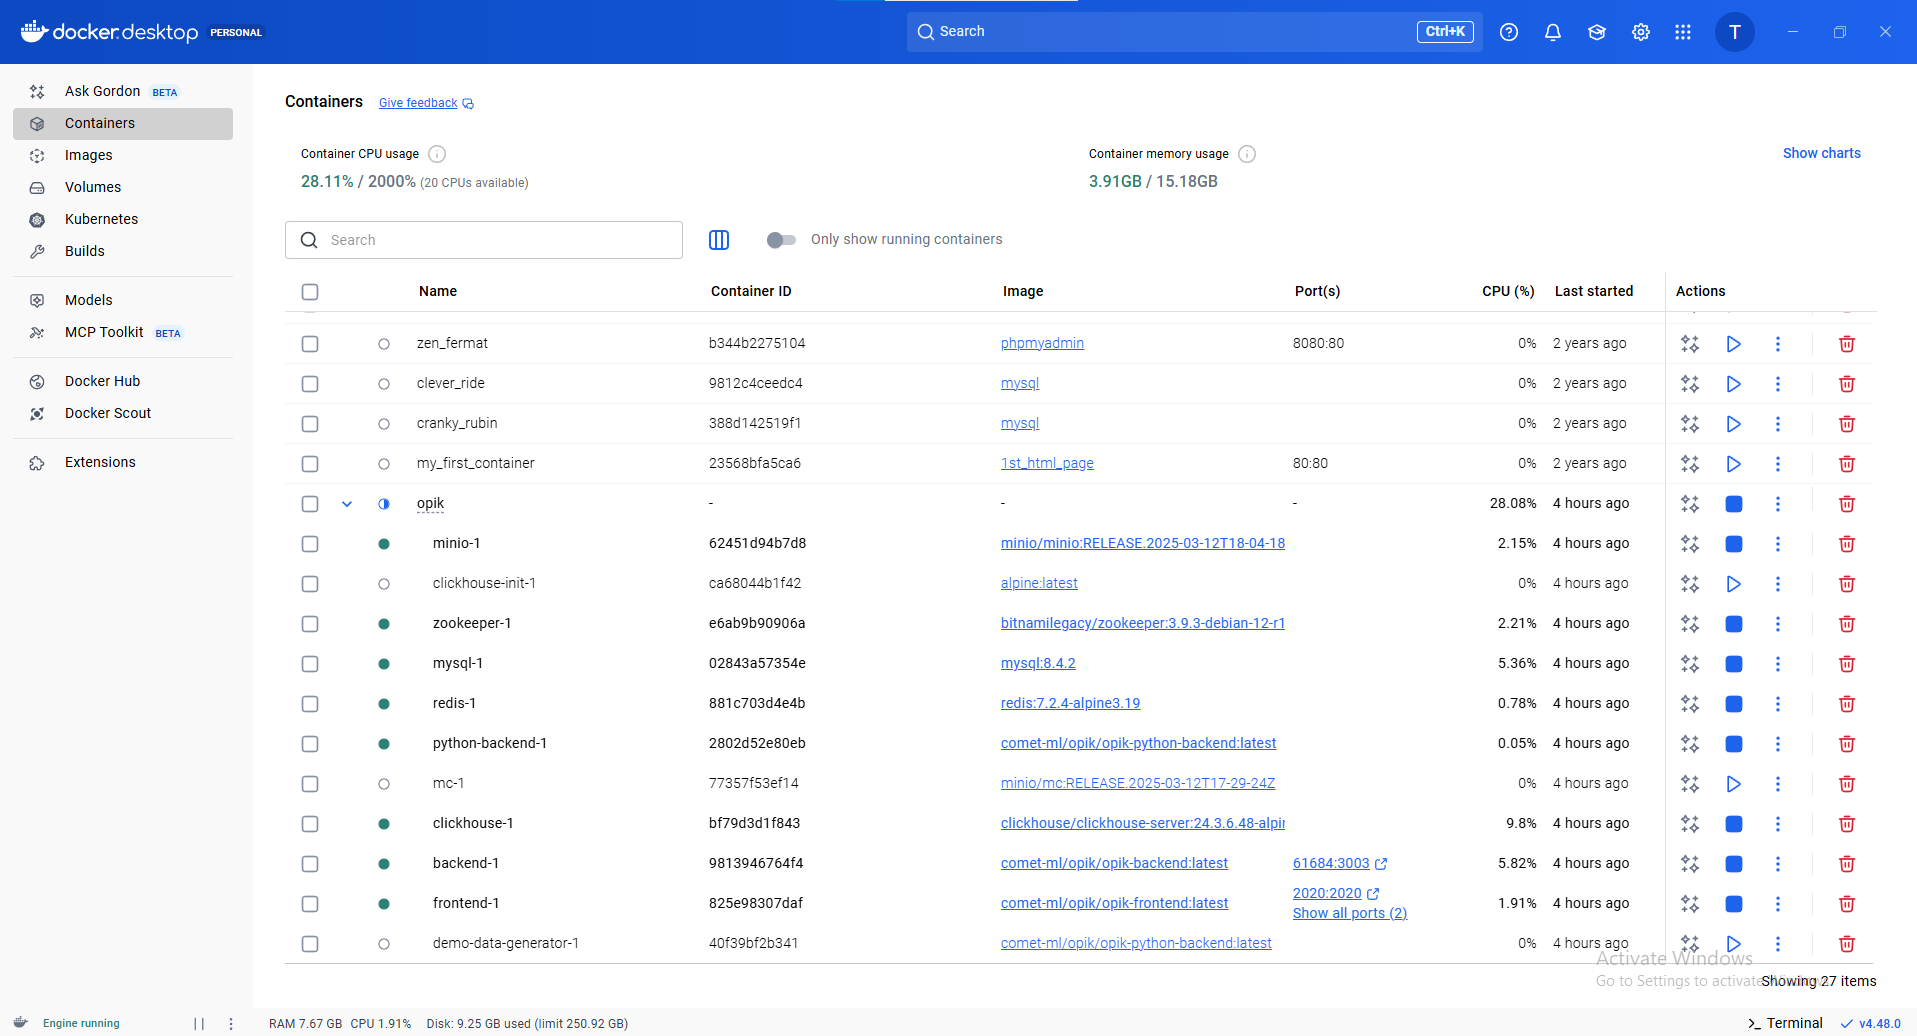 docker.desktop PERSONAL
Search Ctrl+K
T
Ask Gordon BETA
Containers
Images
Volumes
Kubernetes
Builds
Models
MCP Toolkit BETA
Docker Hub
Docker Scout
Extensions
Containers Give feedback
Container CPU usage
28.11% / 2000% (20 CPUs available)
Container memory usage
3.91GB / 15.18GB
Show charts
Search
Only show running containers
Name Container ID Image Port(s) CPU (%) Last started Actions
zen_fermat b344b2275104 phpmyadmin 8080:80 0% 2 years ago
clever_ride 9812c4ceedc4 mysql 0% 2 years ago
cranky_rubin 388d142519f1 mysql 0% 2 years ago
my_first_container 23568bfa5ca6 1st_html_page 80:80 0% 2 years ago
opik - - - 28.08% 4 hours ago
minio-1 62451d94b7d8 minio/minio:RELEASE.2025-03-12T18-04-18 2.15% 4 hours ago
clickhouse-init-1 ca68044b1f42 alpine:latest 0% 4 hours ago
zookeeper-1 e6ab9b90906a bitnamilegacy/zookeeper:3.9.3-debian-12-r1 2.21% 4 hours ago
mysql-1 02843a57354e mysql:8.4.2 5.36% 4 hours ago
redis-1 881c703d4e4b redis:7.2.4-alpine3.19 0.78% 4 hours ago
python-backend-1 2802d52e80eb comet-ml/opik/opik-python-backend:latest 0.05% 4 hours ago
mc-1 77357f53ef14 minio/mc:RELEASE.2025-03-12T17-29-24Z 0% 4 hours ago
clickhouse-1 bf79d3d1f843 clickhouse/clickhouse-server:24.3.6.48-alpin 9.8% 4 hours ago
backend-1 9813946764f4 comet-ml/opik/opik-backend:latest 61684:3003 5.82% 4 hours ago
frontend-1 825e98307daf comet-ml/opik/opik-frontend:latest 2020:2020 1.91% 4 hours ago
Show all ports (2)
demo-data-generator-1 40f39bf2b341 comet-ml/opik/opik-python-backend:latest 0% 4 hours ago
Activate Windows
Go to Settings to activate Windows.
Showing 27 items
Engine running RAM 7.67 GB CPU 1.91% Disk: 9.25 GB used (limit 250.92 GB) Terminal v4.48.0